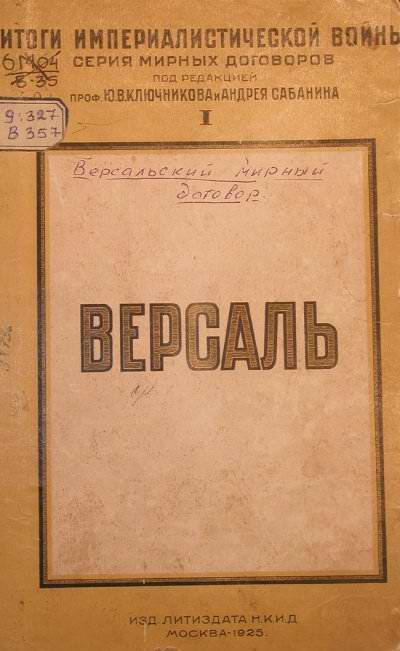 ИТОГИ ИМПЕРИАЛИСТИЧЕСКОЙ ВОЙНЫ
СЕРИЯ МИРНЫХ ДОГОВОРОВ
ПОД РЕДАКЦИЕЙ
ПРОФ. Ю.В.КЛЮЧНИКОВА и АНДРЕЯ САБАНИНА
I
9:327
В 357
Версальский мирный
договор
ВЕРСАЛЬ
ИЗД. ЛИТИЗДАТА Н.К.И.Д
МОСКВА-1925.